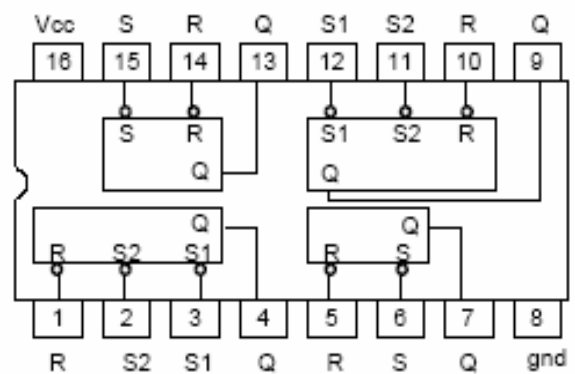 Vcc S R Q S1 S2 R Q
16 15 14 13 12 11 10 9
S R S1 S2 R
Q Q
Q Q
R S2 S1 R S
1 2 3 4 5 6 7 8
R S2 S1 Q R S Q gnd